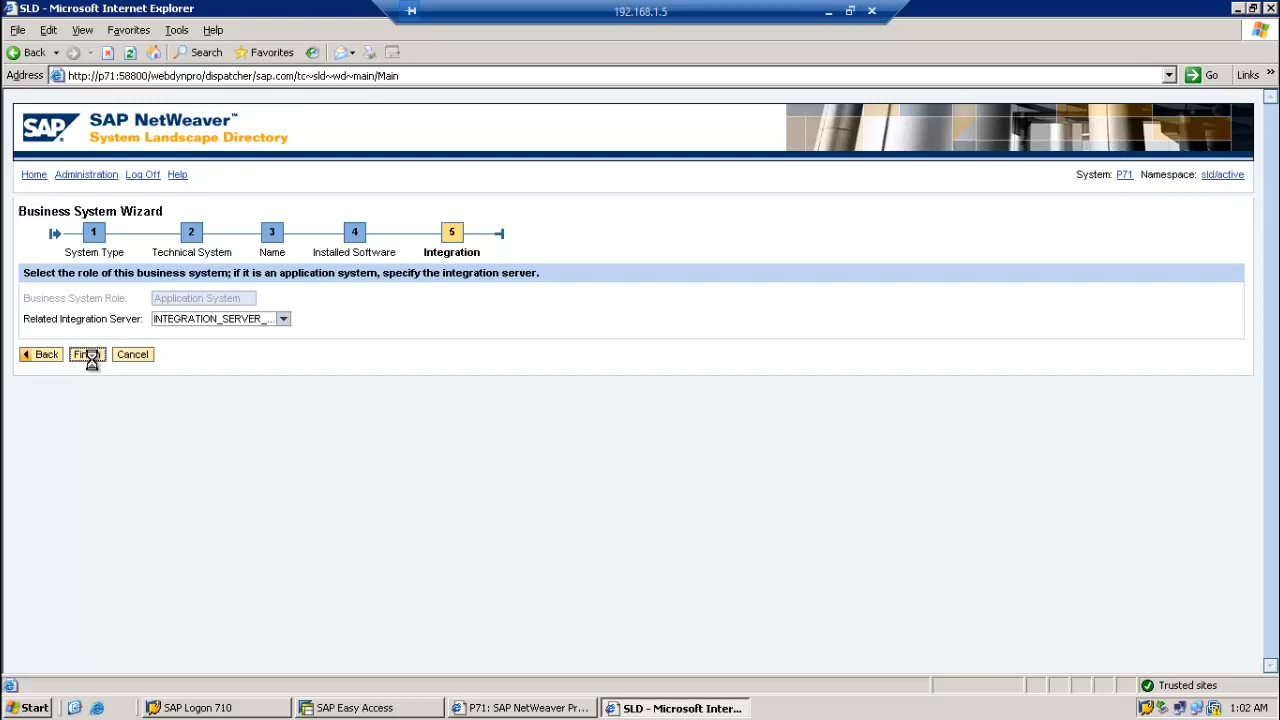 SLD - Microsoft Internet Explorer
192.168.1.5
File Edit View Favorites Tools Help
Back Search Favorites
Address http://p71:58800/webdynpro/dispatcher/sap.com/tc~sld~wd~main/Main Go Links »
SAP SAP NetWeaver™
System Landscape Directory
Home Administration Log Off Help System: P71 Namespace: sld/active
Business System Wizard
1 2 3 4 5
System Type Technical System Name Installed Software Integration
Select the role of this business system; if it is an application system, specify the integration server.
Business System Role: Application System
Related Integration Server: INTEGRATION_SERVER_...
Back Cancel
Trusted sites
Start SAP Logon 710 SAP Easy Access P71: SAP NetWeaver Pr... SLD - Microsoft Inter... 1:02 AM